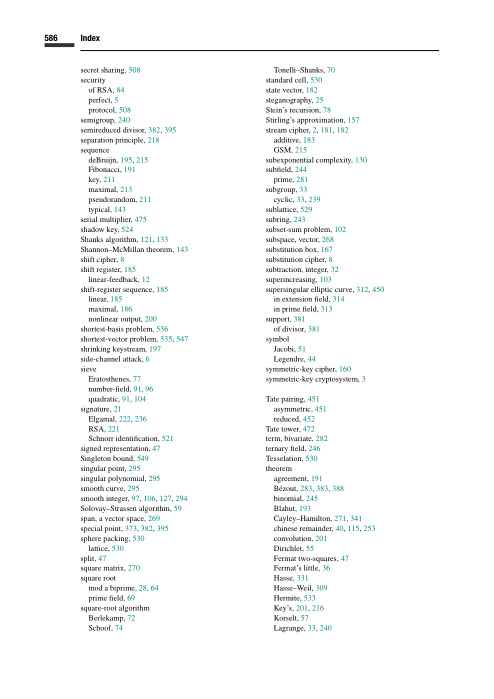 586 Index
secret sharing, 508
security
of RSA, 84
perfect, 5
protocol, 508
semigroup, 240
semireduced divisor, 382, 395
separation principle, 218
sequence
deBruijn, 195, 215
Fibonacci, 191
key, 211
maximal, 213
pseudorandom, 211
typical, 143
serial multiplier, 475
shadow key, 524
Shanks algorithm, 121, 133
Shannon–McMillan theorem, 143
shift cipher, 8
shift register, 185
linear-feedback, 12
shift-register sequence, 185
linear, 185
maximal, 186
nonlinear output, 200
shortest-basis problem, 536
shortest-vector problem, 535, 547
shrinking keystream, 197
side-channel attack, 6
sieve
Eratosthenes, 77
number-field, 91, 96
quadratic, 91, 104
signature, 21
Elgamal, 222, 236
RSA, 221
Schnorr identification, 521
signed representation, 47
Singleton bound, 549
singular point, 295
singular polynomial, 295
smooth curve, 295
smooth integer, 97, 106, 127, 294
Solovay–Strassen algorithm, 59
span, a vector space, 269
special point, 373, 382, 395
sphere packing, 530
lattice, 530
split, 47
square matrix, 270
square root
mod a biprime, 28, 64
prime field, 69
square-root algorithm
Berlekamp, 72
Schoof, 74
Tonelli–Shanks, 70
standard cell, 530
state vector, 182
steganography, 25
Stein's recursion, 78
Stirling's approximation, 157
stream cipher, 2, 181, 182
additive, 183
GSM, 215
subexponential complexity, 130
subfield, 244
prime, 281
subgroup, 33
cyclic, 33, 239
sublattice, 529
subring, 243
subset-sum problem, 102
subspace, vector, 268
substitution box, 167
substitution cipher, 8
subtraction, integer, 32
superincreasing, 103
supersingular elliptic curve, 312, 450
in extension field, 314
in prime field, 313
support, 381
of divisor, 381
symbol
Jacobi, 51
Legendre, 44
symmetric-key cipher, 160
symmetric-key cryptosystem, 3
Tate pairing, 451
asymmetric, 451
reduced, 452
Tate tower, 472
term, bivariate, 282
ternary field, 246
Tesselation, 530
theorem
agreement, 191
Bézout, 283, 383, 388
binomial, 245
Blahut, 193
Cayley–Hamilton, 271, 341
chinese remainder, 40, 115, 253
convolution, 201
Dirichlet, 55
Fermat two-squares, 47
Fermat's little, 36
Hasse, 331
Hasse–Weil, 309
Hermite, 533
Key's, 201, 216
Korselt, 57
Lagrange, 33, 240